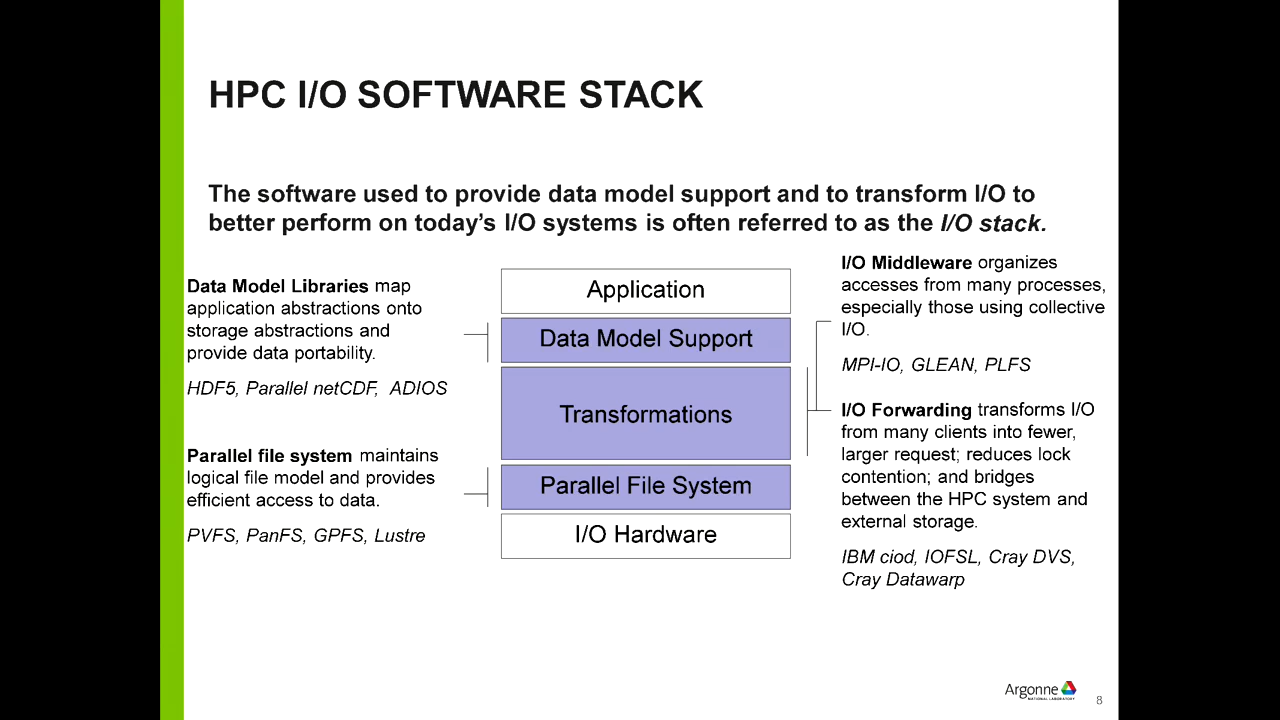 HPC I/O SOFTWARE STACK
The software used to provide data model support and to transform I/O to
better perform on today's I/O systems is often referred to as the I/O stack.
Data Model Libraries map
application abstractions onto
storage abstractions and
provide data portability.
HDF5, Parallel netCDF, ADIOS
Parallel file system maintains
logical file model and provides
efficient access to data.
PVFS, PanFS, GPFS, Lustre
Application
Data Model Support
Transformations
Parallel File System
I/O Hardware
I/O Middleware organizes
accesses from many processes,
especially those using collective
I/O.
MPI-IO, GLEAN, PLFS
I/O Forwarding transforms I/O
from many clients into fewer,
larger request; reduces lock
contention; and bridges
between the HPC system and
external storage.
IBM ciod, IOFSL, Cray DVS,
Cray Datawarp
Argonne
NATIONAL LABORATORY
8